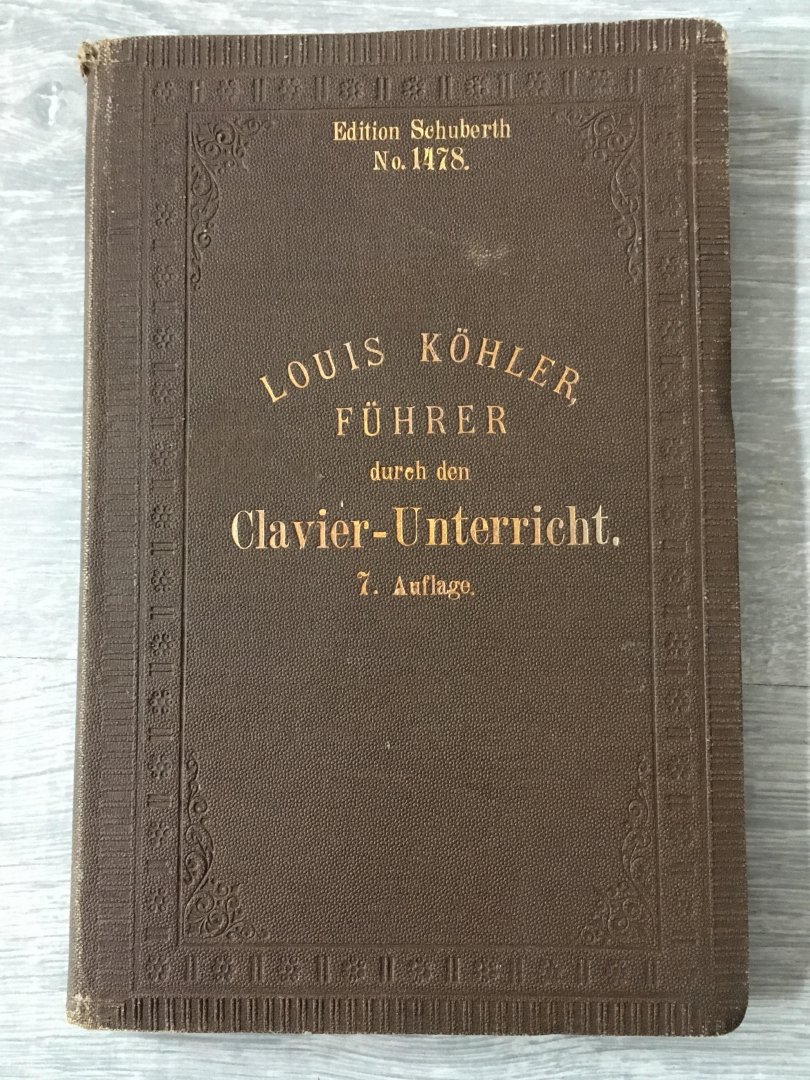 Edition Schuberth
No. 1478.
LOUIS KÖHLER,
FÜHRER
durch den
Clavier-Unterricht.
7. Auflage.